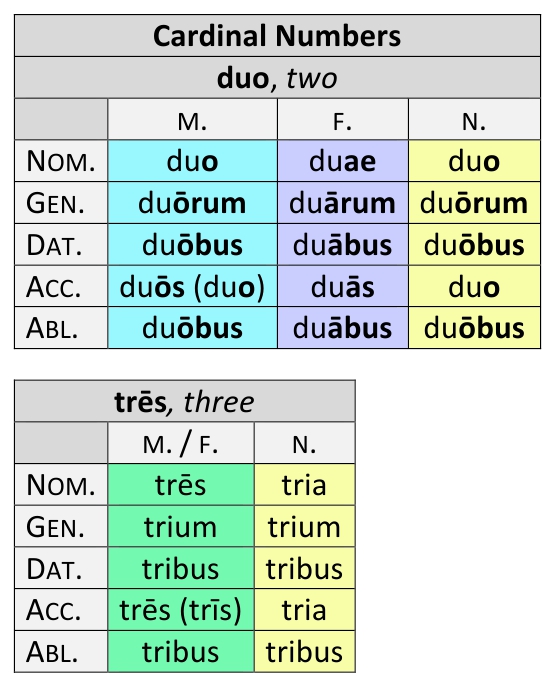 Cardinal Numbers
duo, two
M. F. N.
NOM. duo duae duo
GEN. duōrum duārum duōrum
DAT. duōbus duābus duōbus
ACC. duōs (duo) duās duo
ABL. duōbus duābus duōbus
trēs, three
M. / F. N.
NOM. trēs tria
GEN. trium trium
DAT. tribus tribus
ACC. trēs (trīs) tria
ABL. tribus tribus